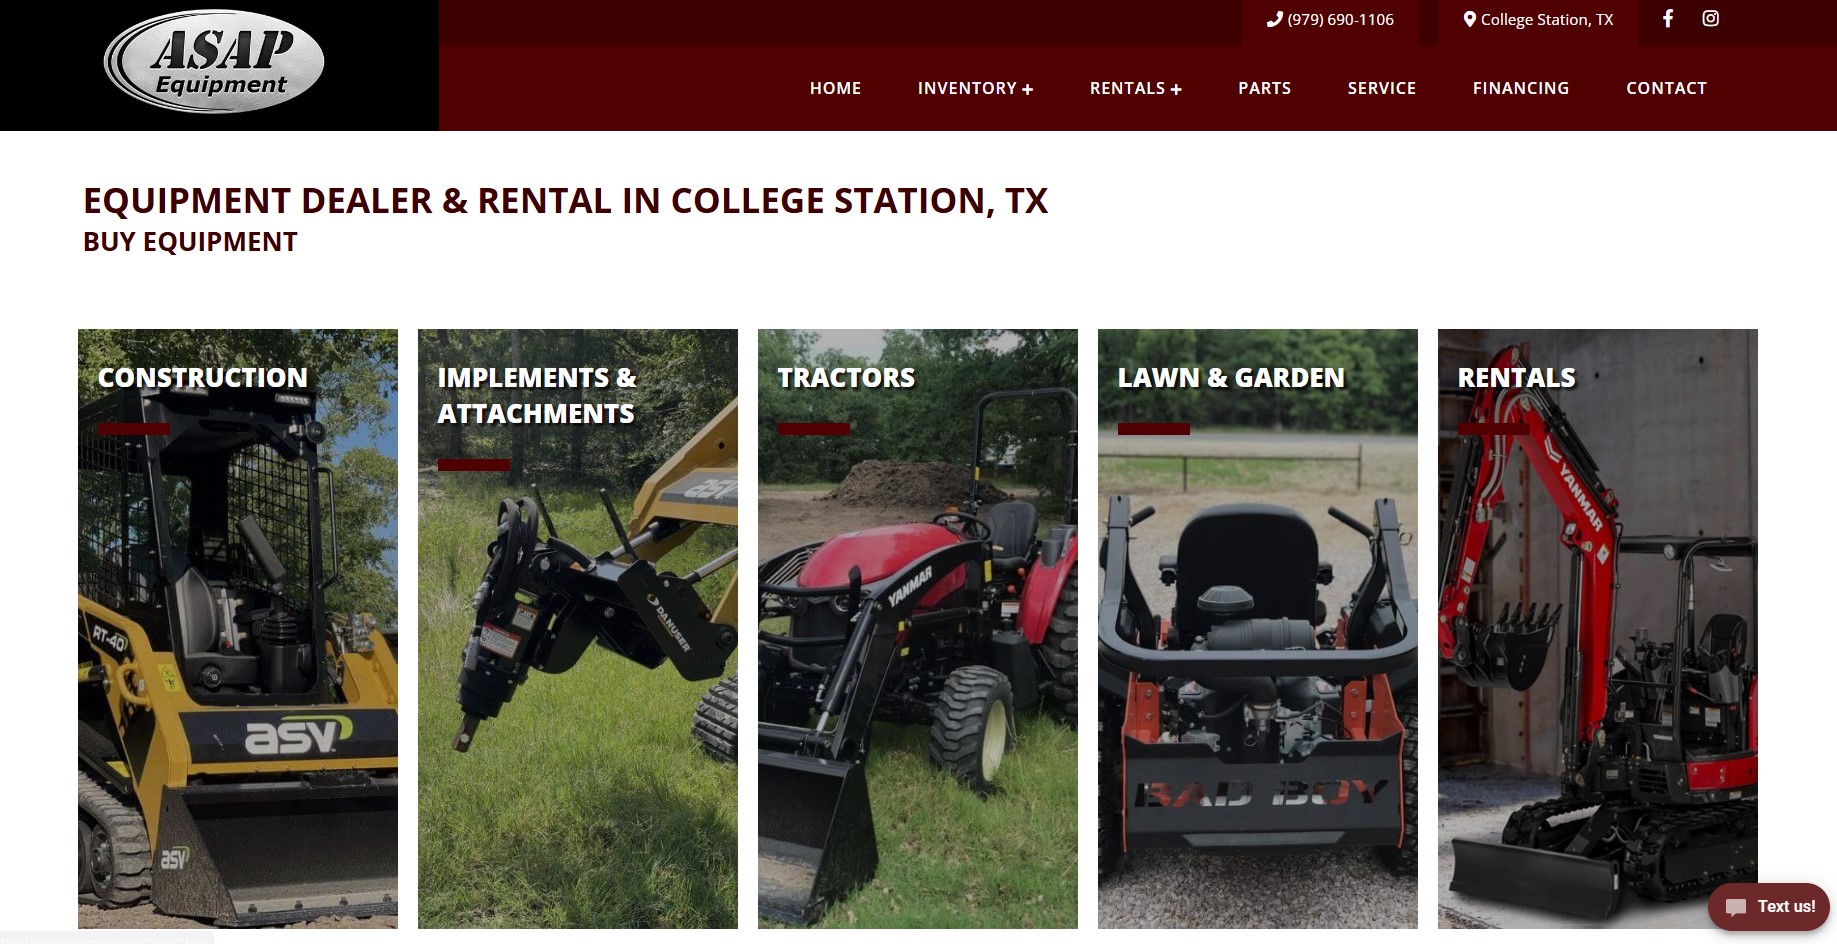 ASAP
Equipment
(979) 690-1106
College Station, TX
HOME
INVENTORY +
RENTALS +
PARTS
SERVICE
FINANCING
CONTACT
EQUIPMENT DEALER & RENTAL IN COLLEGE STATION, TX
BUY EQUIPMENT
CONSTRUCTION
RT-40
asv
asv
IMPLEMENTS &
ATTACHMENTS
asv
DANUSER
TRACTORS
YANMAR
LAWN & GARDEN
BAD BOY
RENTALS
YANMAR
Text us!